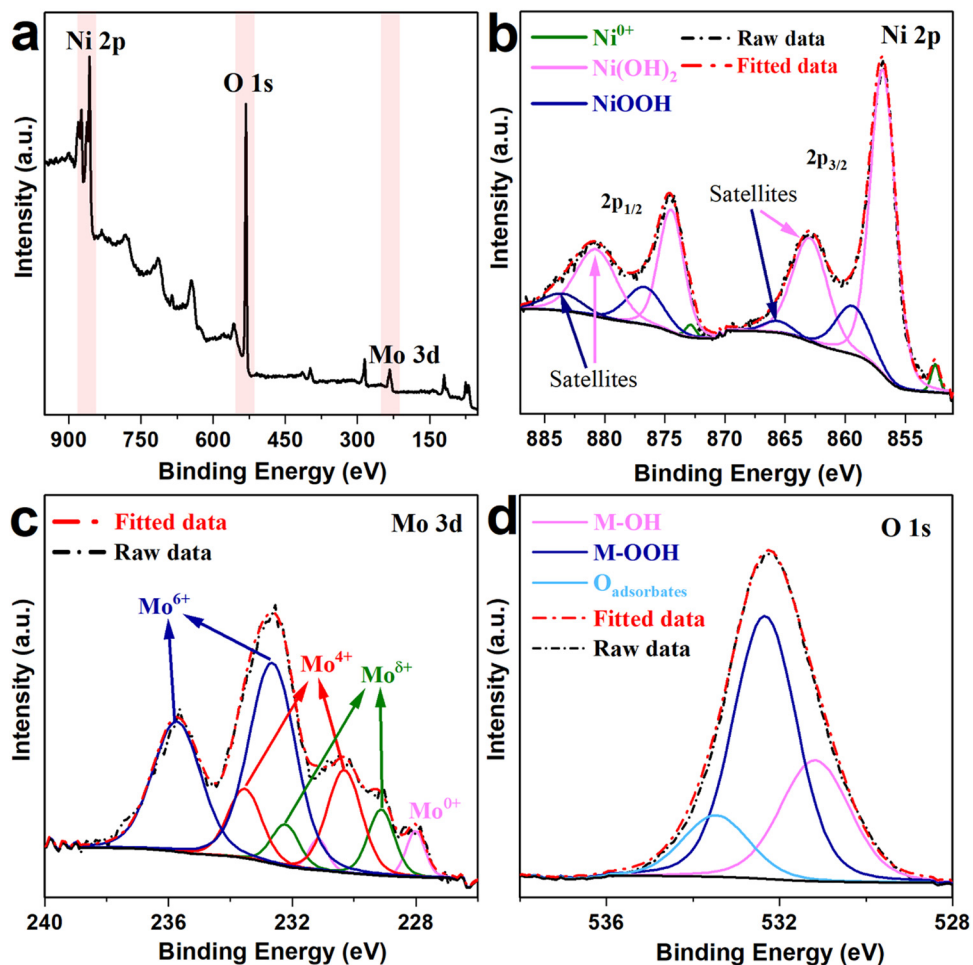 a
Ni 2p
O 1s
Mo 3d
Intensity (a.u.)
900 750 600 450 300 150
Binding Energy (eV)
b
Ni⁰⁺
Ni(OH)₂
NiOOH
Raw data
Fitted data
Ni 2p
2p₁/₂
2p₃/₂
Satellites
Satellites
Intensity (a.u.)
885 880 875 870 865 860 855
Binding Energy (eV)
c
Fitted data
Raw data
Mo 3d
Mo⁶⁺
Mo⁴⁺
Moᵟ⁺
Mo⁰⁺
Intensity (a.u.)
240 236 232 228
Binding Energy (eV)
d
M-OH
M-OOH
Oadsorbates
Fitted data
Raw data
O 1s
Intensity (a.u.)
536 532 528
Binding Energy (eV)